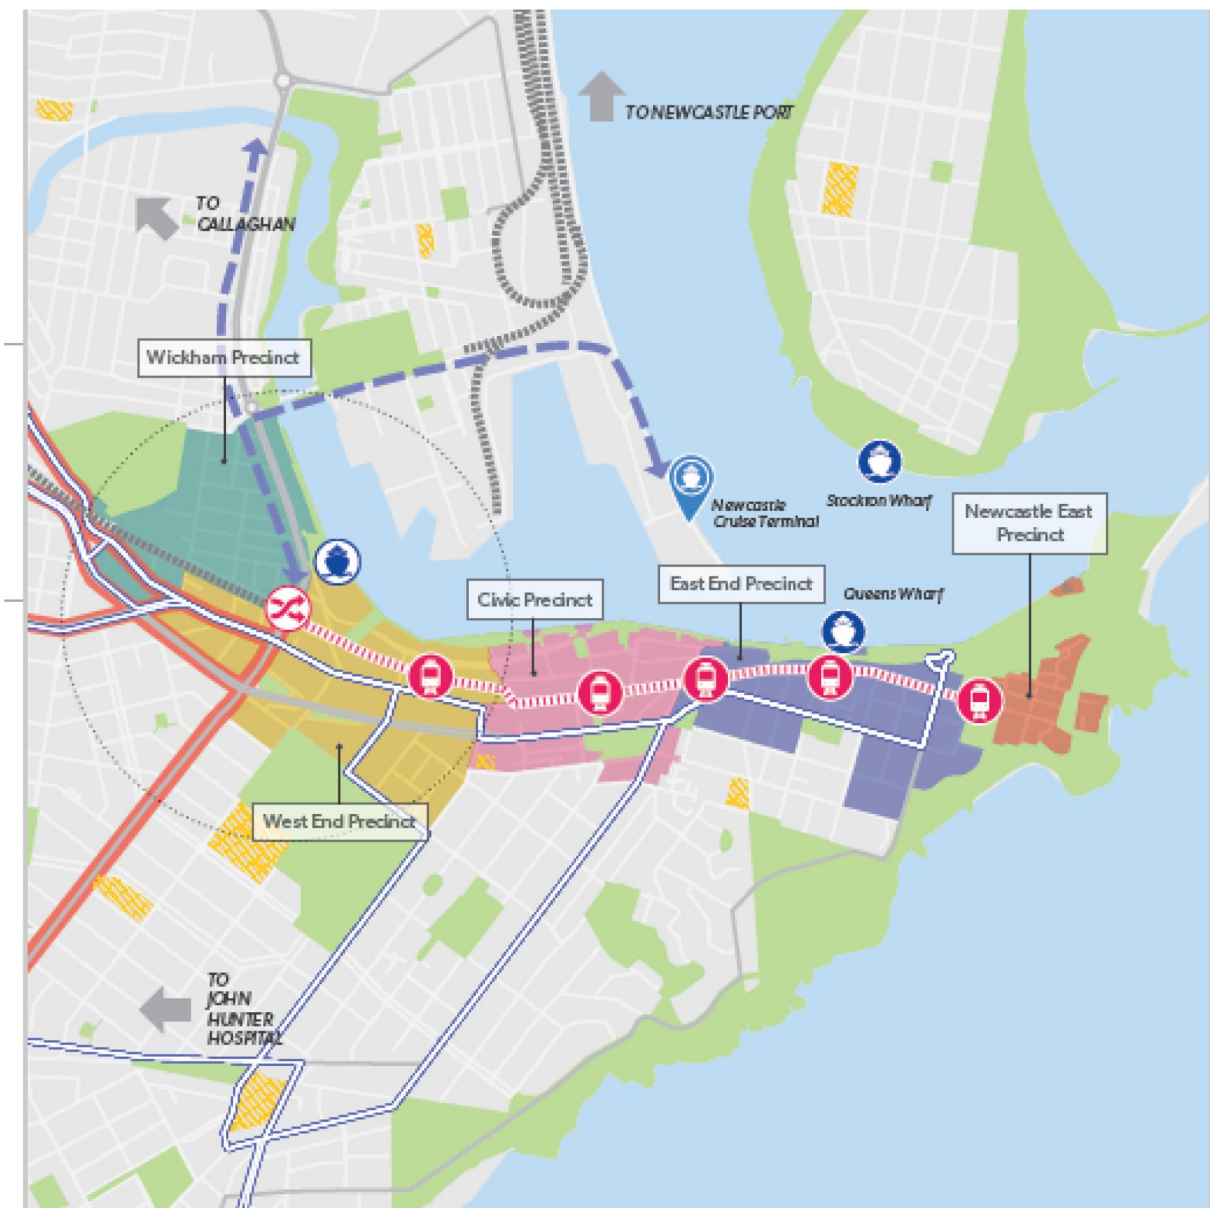 TO NEWCASTLE PORT
TO
CALLAGHAN
Wickham Precinct
Newcastle
Cruise Terminal
Stockton Wharf
Newcastle East
Precinct
Civic Precinct
East End Precinct
Queens Wharf
West End Precinct
TO
JOHN
HUNTER
HOSPITAL